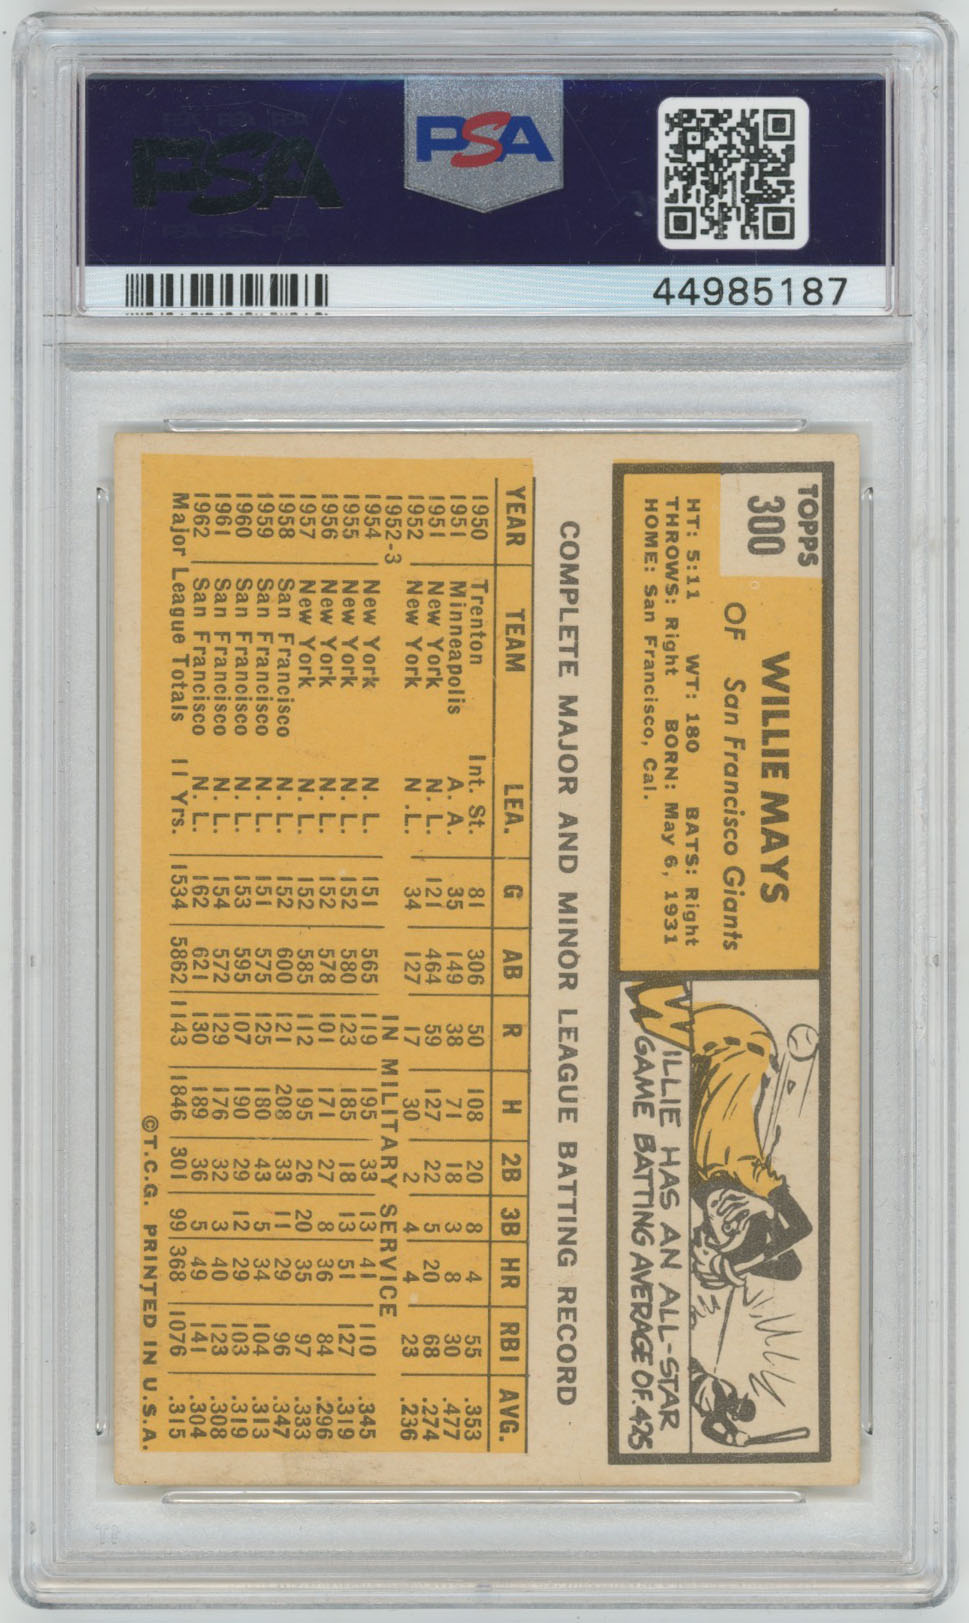 PSA
PSA
44985187
TOPPS
300
WILLIE MAYS
OF San Francisco Giants
HT: 5:11 WT: 180 BATS: Right
THROWS: Right BORN: May 6, 1931
HOME: San Francisco, Cal.
WILLIE HAS AN ALL-STAR
GAME BATTING AVERAGE OF .425
COMPLETE MAJOR AND MINOR LEAGUE BATTING RECORD
YEAR TEAM LEA. G AB R H 2B 3B HR RBI AVG.
1950 Trenton Int. St. 81 306 50 108 20 8 4 55 .353
1951 Minneapolis A. A. 35 149 38 71 18 3 8 30 .477
1951 New York N. L. 121 464 59 127 22 5 20 68 .274
1952 New York N. L. 34 127 17 30 2 4 4 23 .236
1952-3 IN MILITARY SERVICE
1954 New York N. L. 151 565 119 195 33 13 41 110 .345
1955 New York N. L. 152 580 123 185 18 13 51 127 .319
1956 New York N. L. 152 578 101 171 27 8 36 84 .296
1957 New York N. L. 152 585 112 195 26 20 35 97 .333
1958 San Francisco N. L. 152 600 121 208 33 11 29 96 .347
1959 San Francisco N. L. 151 575 125 180 43 5 34 104 .313
1960 San Francisco N. L. 153 595 107 190 29 12 29 103 .319
1961 San Francisco N. L. 154 572 129 176 32 3 40 123 .308
1962 San Francisco N. L. 162 621 130 189 36 5 49 141 .304
Major League Totals 11 Yrs. 1534 5862 1143 1846 301 99 368 1076 .315
©T.C.G. PRINTED IN U.S.A.